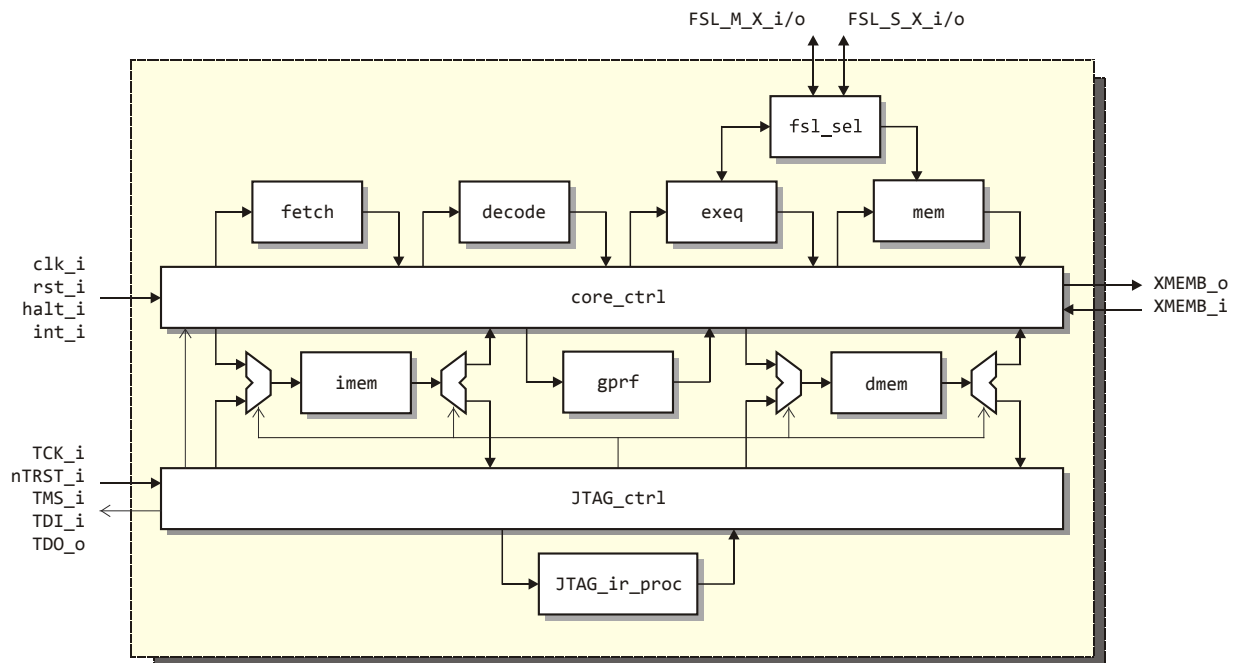 FSL_M_X_i/o FSL_S_X_i/o
fsl_sel
fetch decode exeq mem
clk_i
rst_i
halt_i
int_i
core_ctrl
XMEMB_o
XMEMB_i
imem gprf dmem
TCK_i
nTRST_i
TMS_i
TDI_i
TDO_o
JTAG_ctrl
JTAG_ir_proc